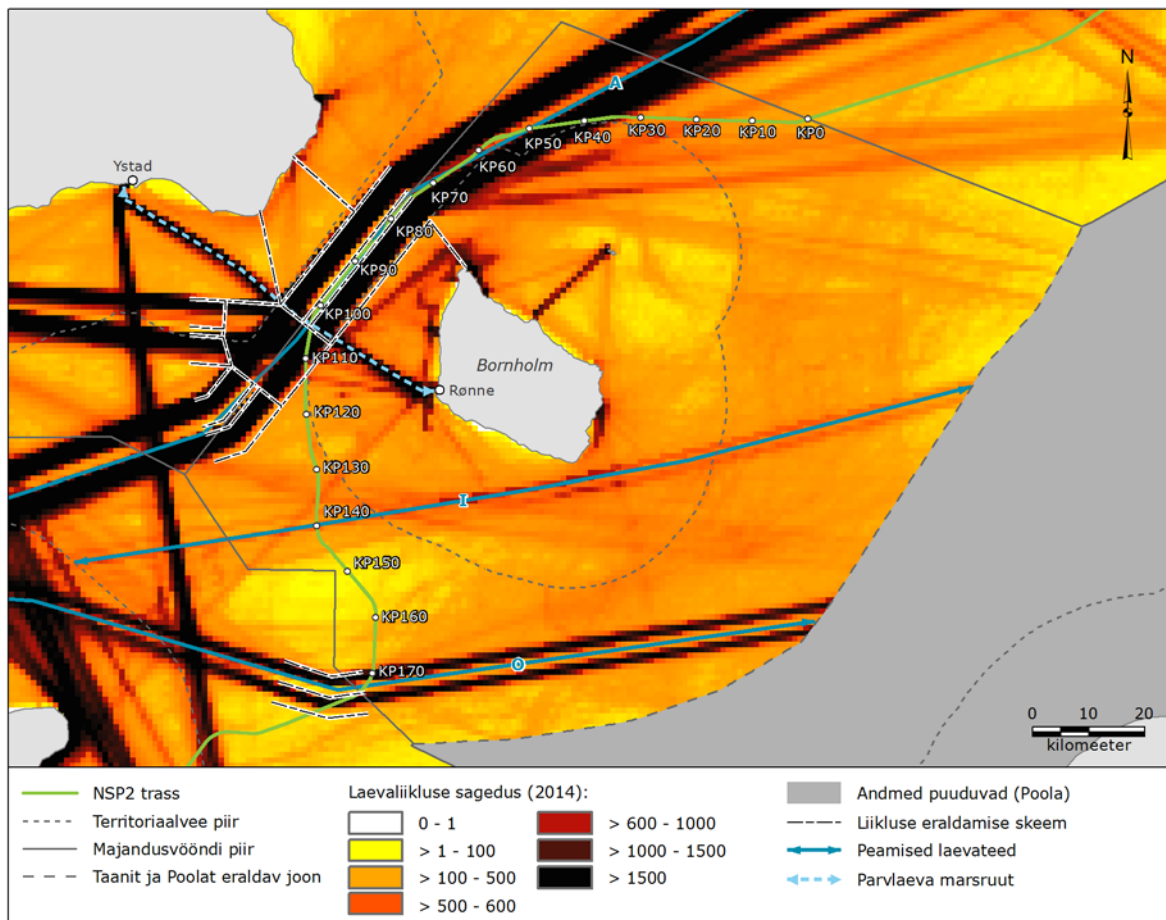 N
A
KP50
KP40
KP30
KP20
KP10
KP0
KP60
KP70
Ystad
KP80
KP90
KP100
KP110
Bornholm
Rønne
KP120
KP130
I
KP140
KP150
KP160
KP170
O
0 10 20
kilomeeter
NSP2 trass
Territoriaalvee piir
Majandusvööndi piir
Taanit ja Poolat eraldav joon
Laevaliikluse sagedus (2014):
0 - 1
> 1 - 100
> 100 - 500
> 500 - 600
> 600 - 1000
> 1000 - 1500
> 1500
Andmed puuduvad (Poola)
Liikluse eraldamise skeem
Peamised laevateed
Parvlaeva marsruut